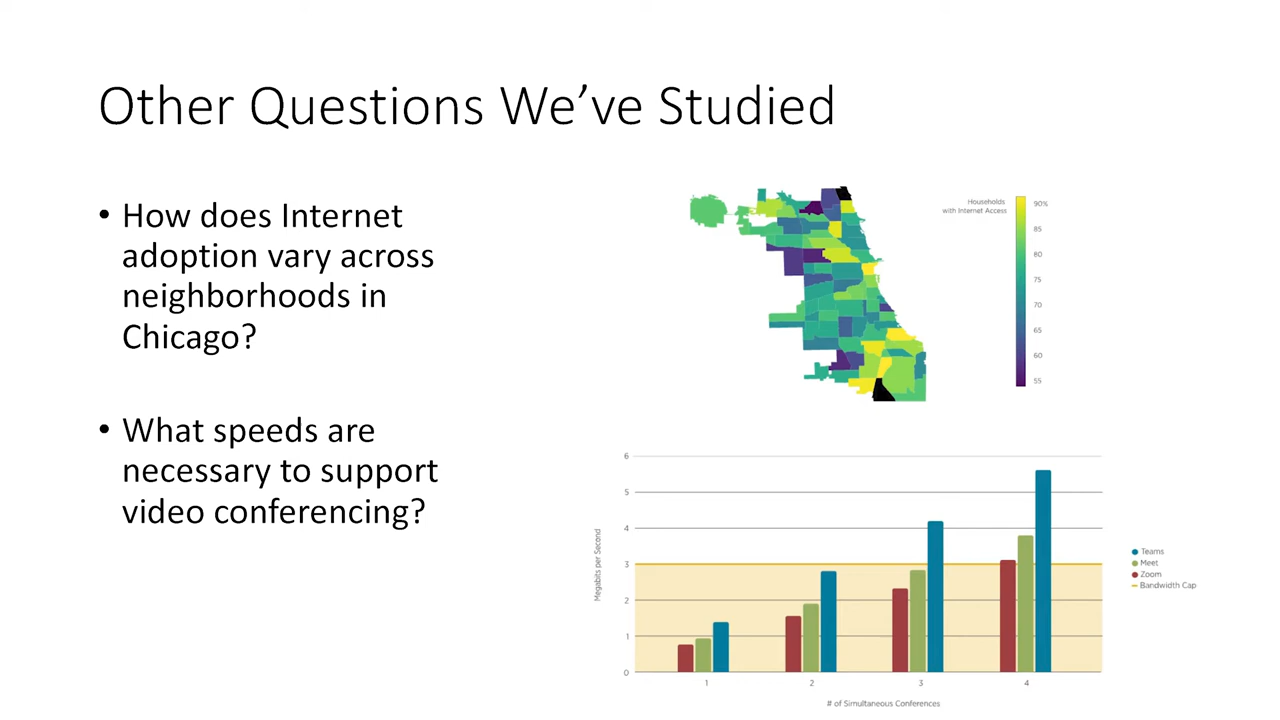 Other Questions We’ve Studied
• How does Internet
adoption vary across
neighborhoods in
Chicago?
• What speeds are
necessary to support
video conferencing?
Households
with Internet Access
90%
85
80
75
70
65
60
55
6
5
4
3
2
1
0
Megabits per Second
1 2 3 4
# of Simultaneous Conferences
Teams
Meet
Zoom
Bandwidth Cap